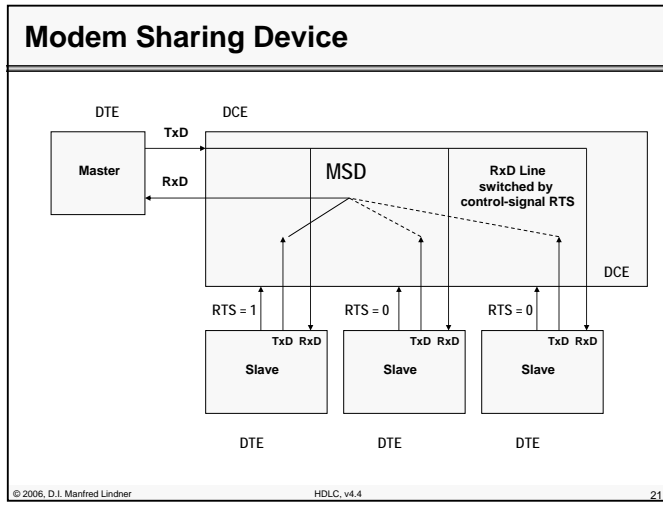 Modem Sharing Device
DTE
DCE
TxD
Master
RxD
MSD
RxD Line
switched by
control-signal RTS
DCE
RTS = 1
RTS = 0
RTS = 0
TxD RxD
TxD RxD
TxD RxD
Slave
Slave
Slave
DTE
DTE
DTE
© 2006, D.I. Manfred Lindner
HDLC, v4.4
21